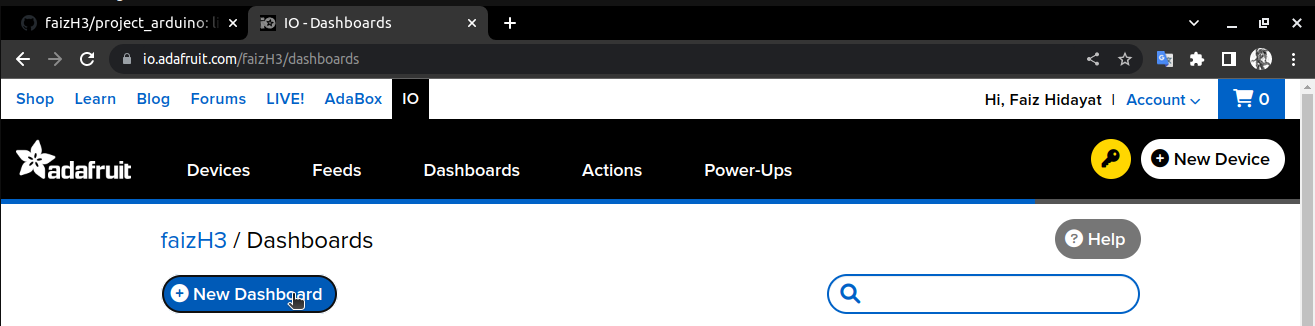 faizH3/project_arduino: li
IO - Dashboards
io.adafruit.com/faizH3/dashboards
Shop Learn Blog Forums LIVE! AdaBox IO Hi, Faiz Hidayat | Account 0
adafruit Devices Feeds Dashboards Actions Power-Ups New Device
faizH3 / Dashboards ? Help
New Dashboard